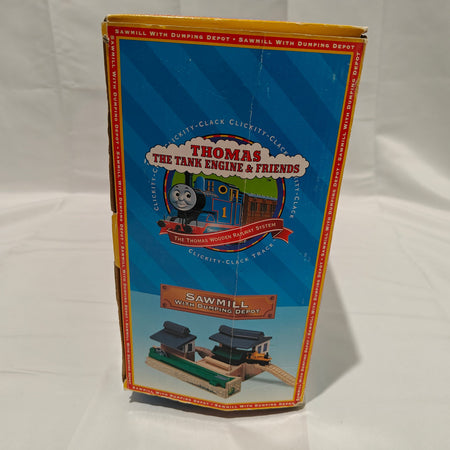 SAWMILL WITH DUMPING DEPOT • SAWMILL WITH DUMPING DEPOT •
CLICKITY-CLACK CLICKITY-CLACK
THOMAS
THE TANK ENGINE & FRIENDS
1
THE THOMAS WOODEN RAILWAY SYSTEM
CLICKITY-CLACK TRACK
SAWMILL
WITH DUMPING DEPOT
SAWMILL WITH DUMPING DEPOT • SAWMILL WITH DUMPING DEPOT